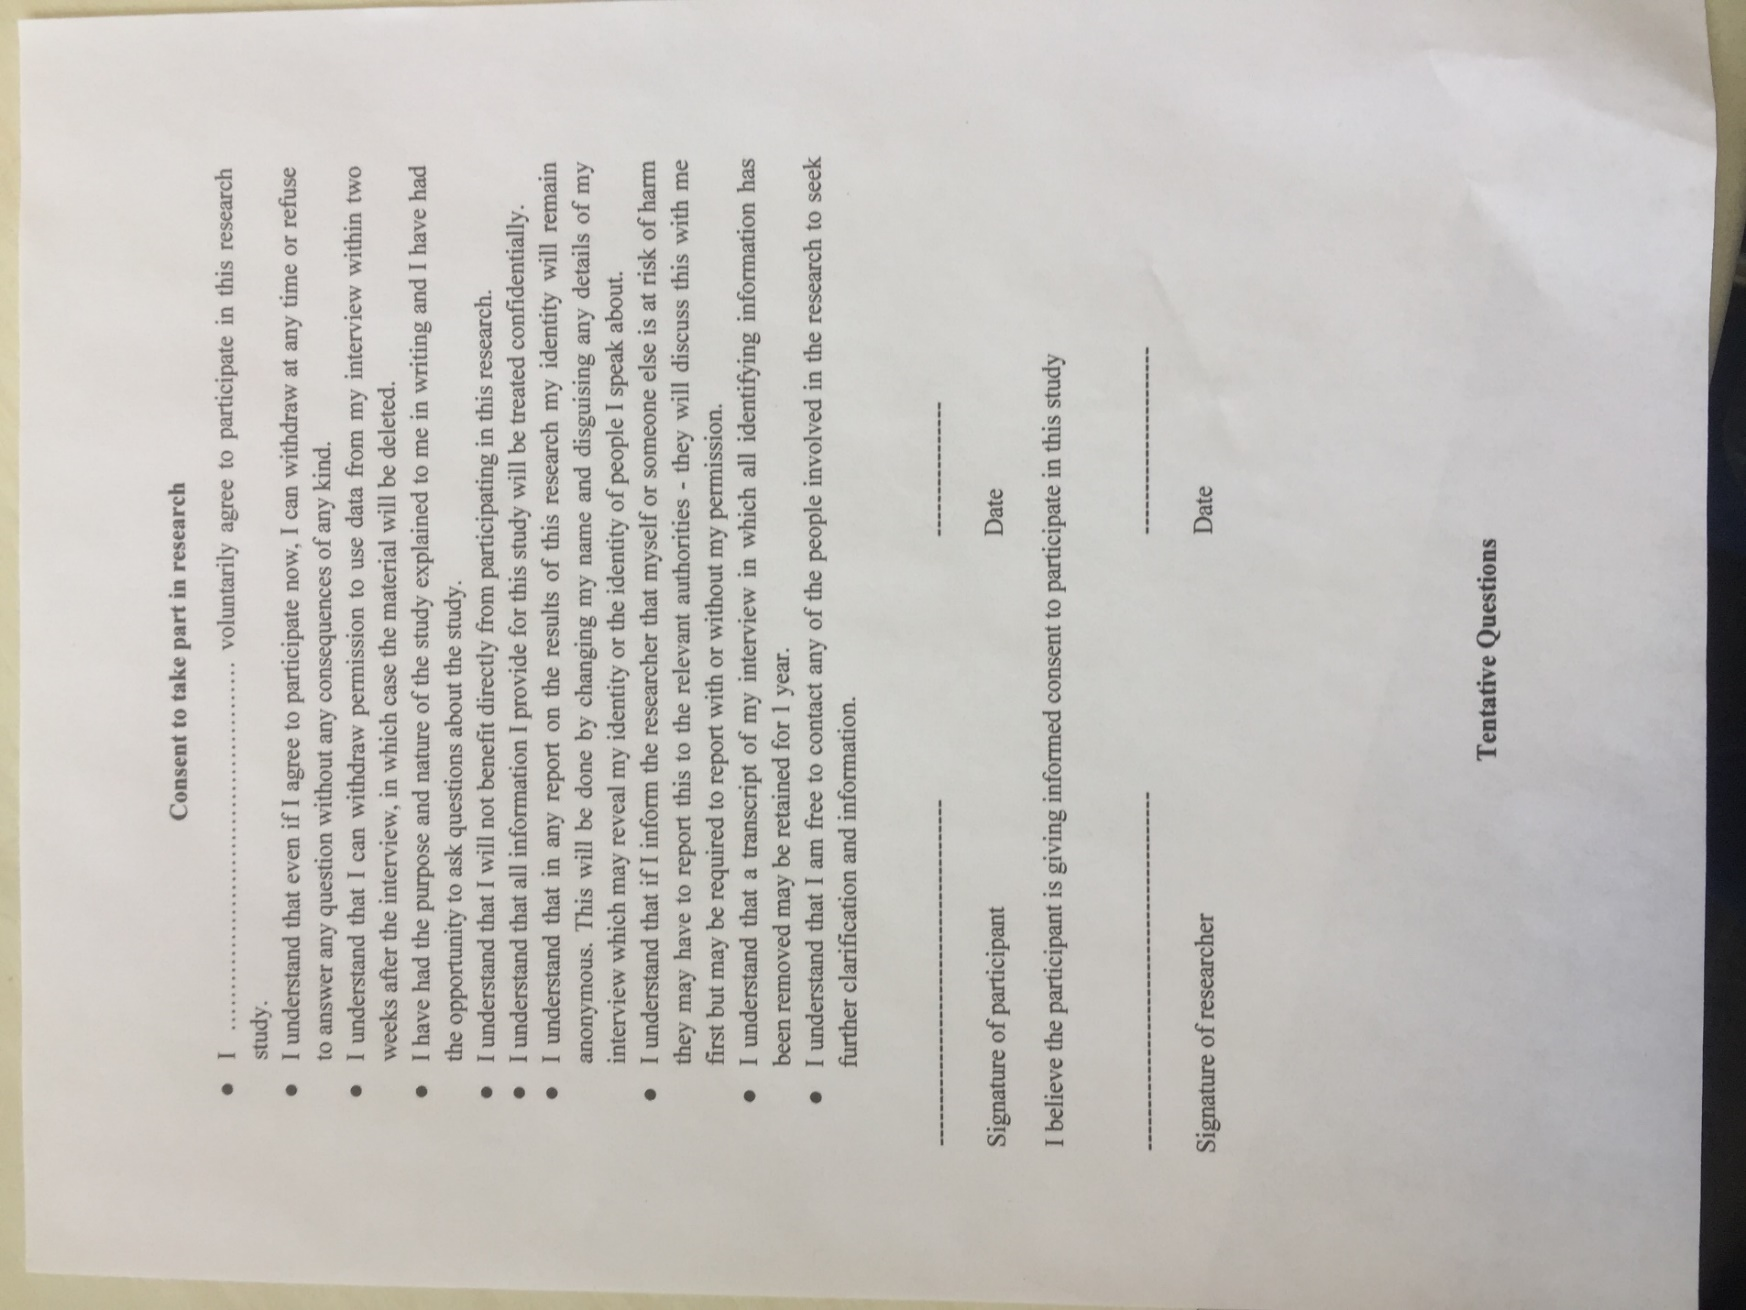 Consent to take part in research
● I ........................................... voluntarily agree to participate in this research
study.
● I understand that even if I agree to participate now, I can withdraw at any time or refuse
to answer any question without any consequences of any kind.
● I understand that I can withdraw permission to use data from my interview within two
weeks after the interview, in which case the material will be deleted.
● I have had the purpose and nature of the study explained to me in writing and I have had
the opportunity to ask questions about the study.
● I understand that I will not benefit directly from participating in this research.
● I understand that all information I provide for this study will be treated confidentially.
● I understand that in any report on the results of this research my identity will remain
anonymous. This will be done by changing my name and disguising any details of my
interview which may reveal my identity or the identity of people I speak about.
● I understand that if I inform the researcher that myself or someone else is at risk of harm
they may have to report this to the relevant authorities - they will discuss this with me
first but may be required to report with or without my permission.
● I understand that a transcript of my interview in which all identifying information has
been removed may be retained for 1 year.
● I understand that I am free to contact any of the people involved in the research to seek
further clarification and information.
----------------------------------------- ----------------
Signature of participant Date
I believe the participant is giving informed consent to participate in this study
------------------------------------------ ----------------------
Signature of researcher Date
Tentative Questions